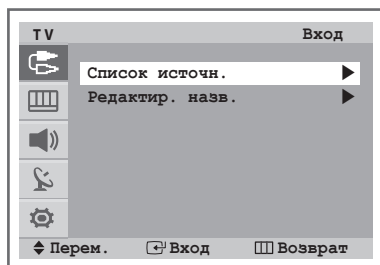 TV Вход
Список источн.
Редактир. назв.
Перем. Вход Возврат